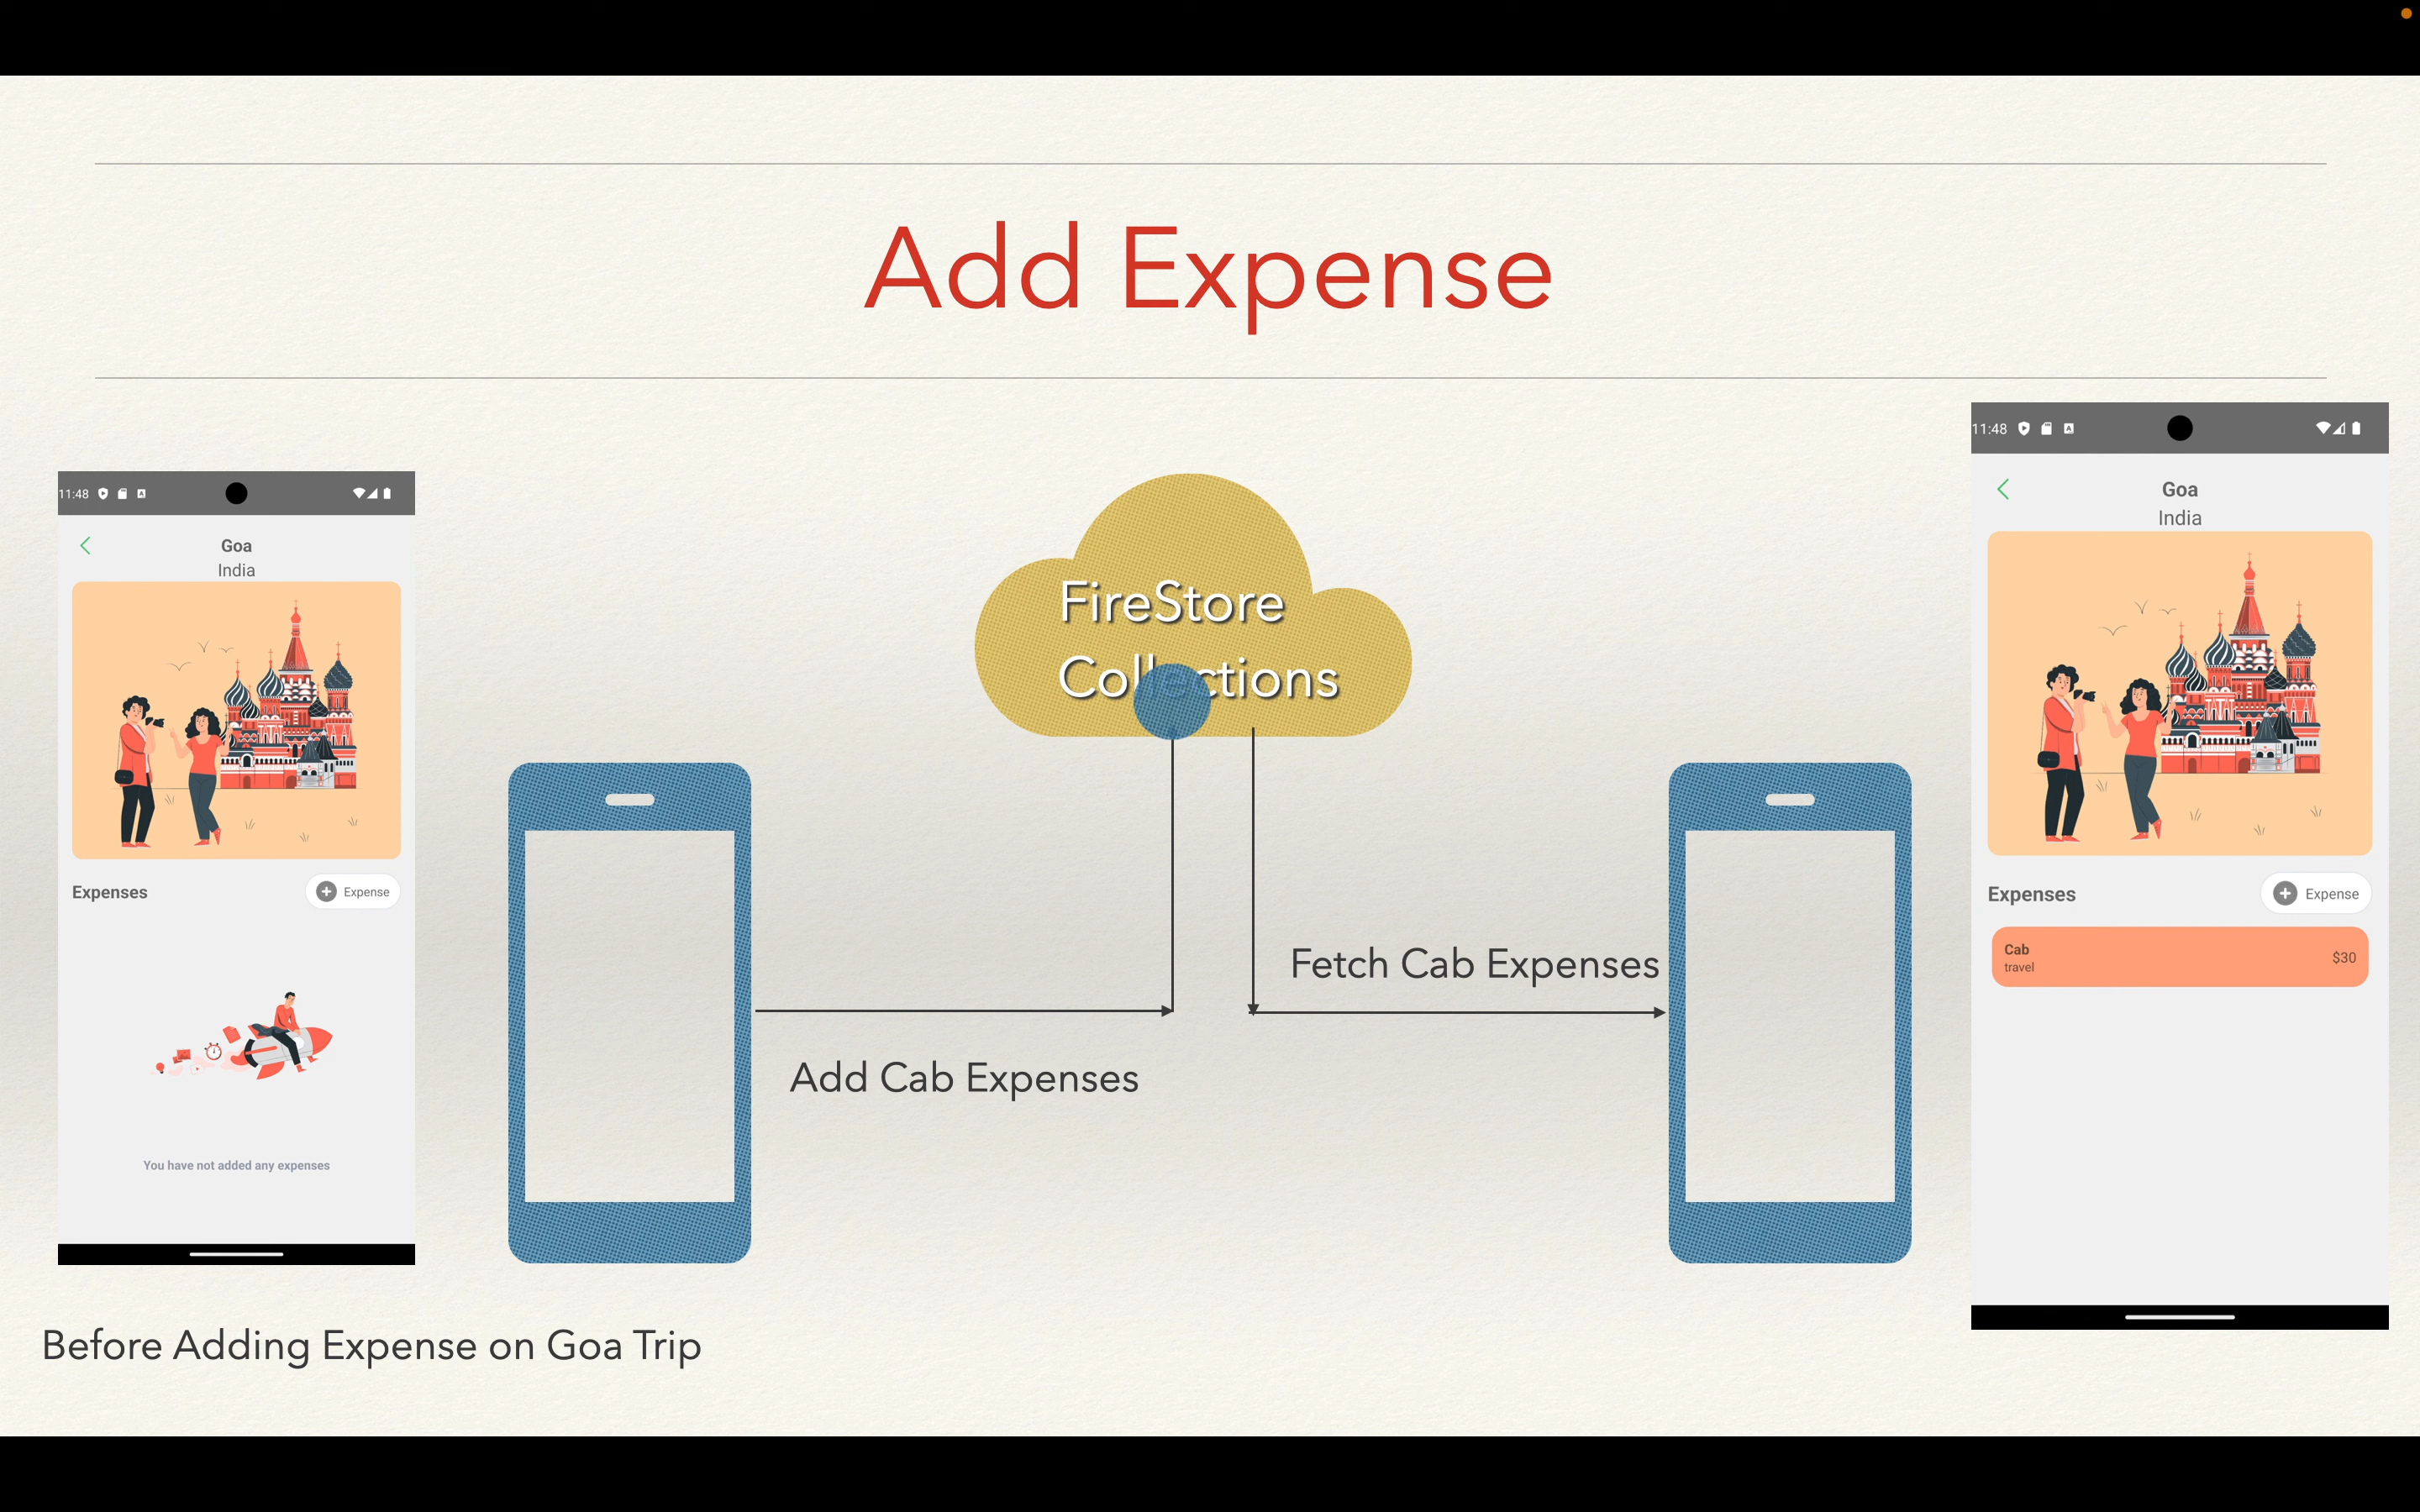 Add Expense
11:48
Goa
India
Expenses
Expense
You have not added any expenses
Before Adding Expense on Goa Trip
FireStore
Collections
Add Cab Expenses
Fetch Cab Expenses
11:48
Goa
India
Expenses
Expense
Cab
travel
$30